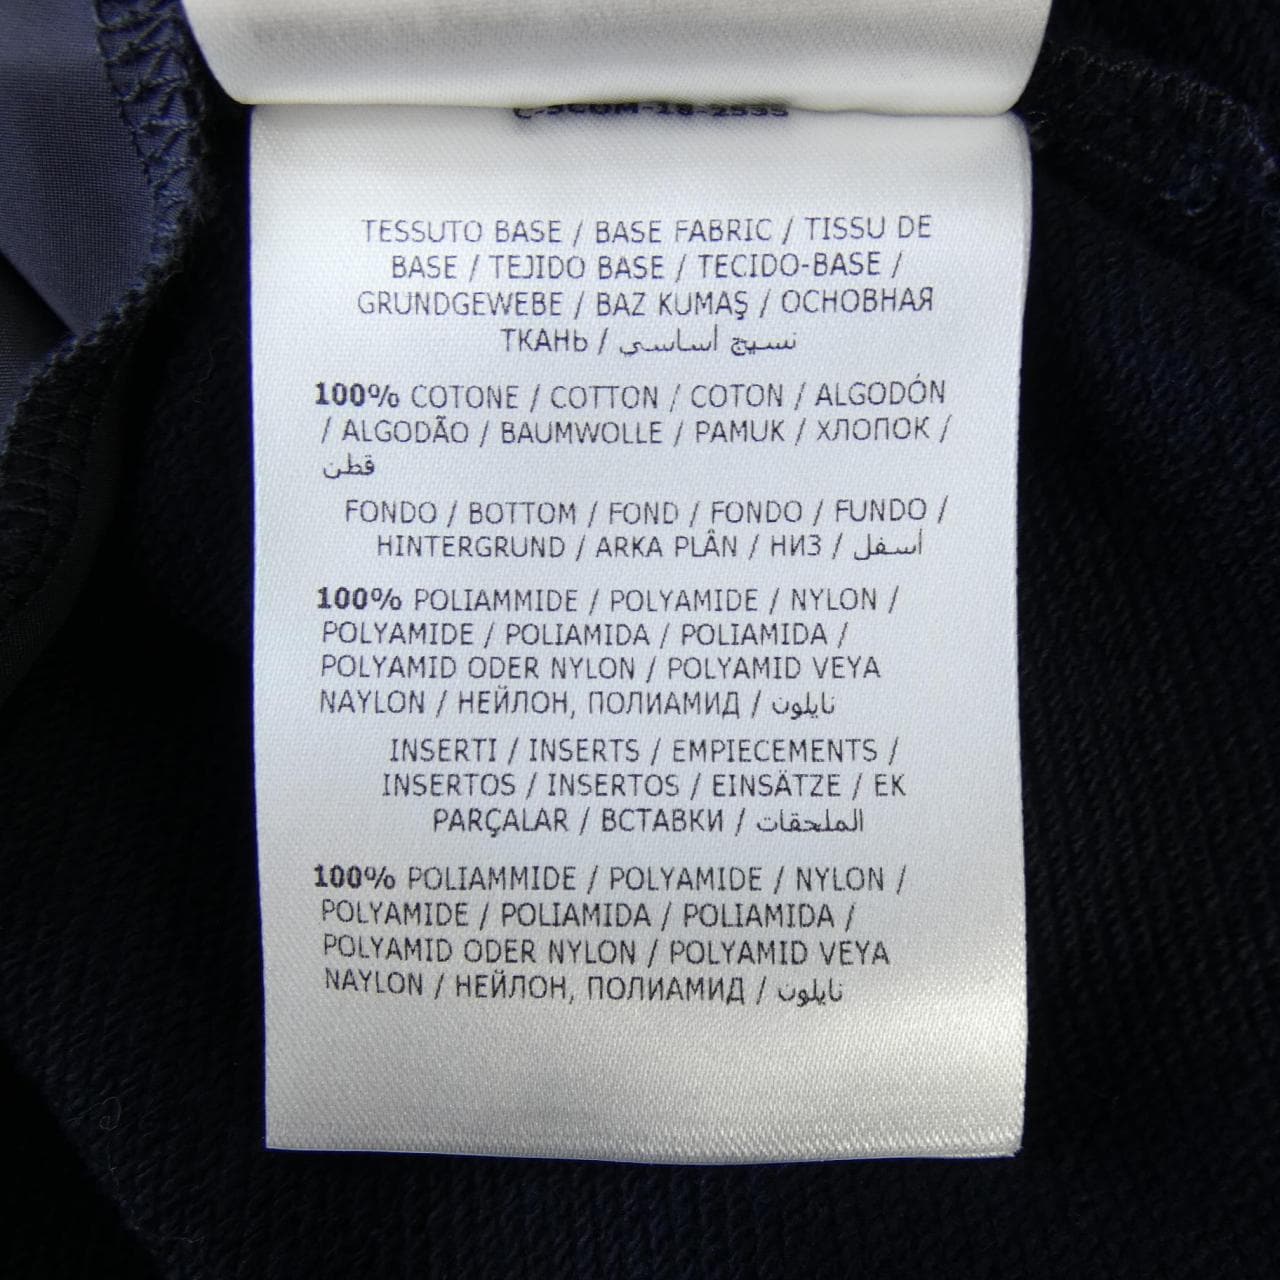 TESSUTO BASE / BASE FABRIC / TISSU DE
BASE / TEJIDO BASE / TECIDO-BASE /
GRUNDGEWEBE / BAZ KUMAŞ / ОСНОВНАЯ
ТКАНЬ / نسيج أساسي
100% COTONE / COTTON / COTON / ALGODÓN
/ ALGODÃO / BAUMWOLLE / PAMUK / ХЛОПОК /
قطن
FONDO / BOTTOM / FOND / FONDO / FUNDO /
HINTERGRUND / ARKA PLÂN / НИЗ / أسفل
100% POLIAMMIDE / POLYAMIDE / NYLON /
POLYAMIDE / POLIAMIDA / POLIAMIDA /
POLYAMID ODER NYLON / POLYAMID VEYA
NAYLON / НЕЙЛОН, ПОЛИАМИД / نايلون
INSERTI / INSERTS / EMPIECEMENTS /
INSERTOS / INSERTOS / EINSÄTZE / EK
PARÇALAR / ВСТАВКИ / الملحقات
100% POLIAMMIDE / POLYAMIDE / NYLON /
POLYAMIDE / POLIAMIDA / POLIAMIDA /
POLYAMID ODER NYLON / POLYAMID VEYA
NAYLON / НЕЙЛОН, ПОЛИАМИД / نايلون